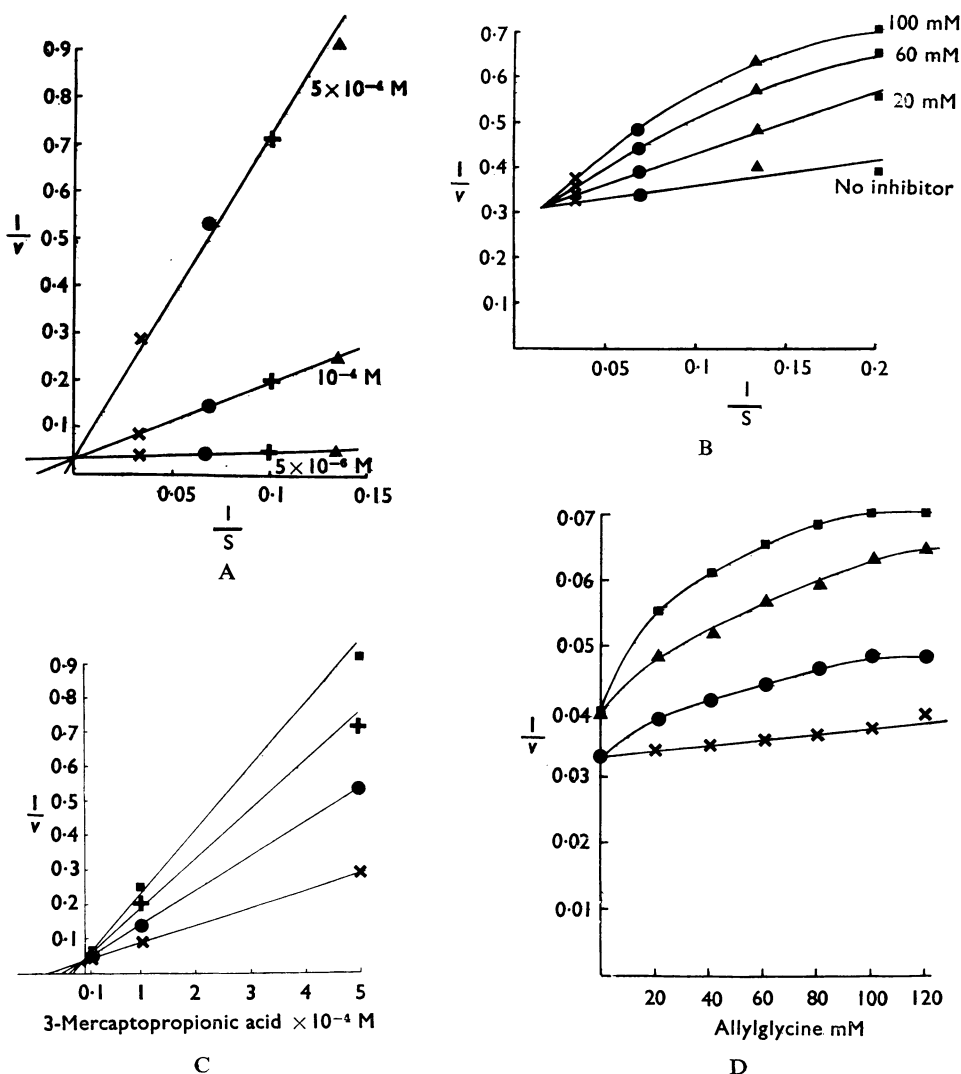 0·9
0·8
0·7
0·6
0·5
0·4
0·3
0·2
0·1
1
v
5×10⁻⁴ M
10⁻⁴ M
5×10⁻⁶ M
0·05
0·1
0·15
1
S
A
0·7
0·6
0·5
0·4
0·3
0·2
0·1
1
v
100 mM
60 mM
20 mM
No inhibitor
0·05
0·1
0·15
0·2
1
S
B
0·9
0·8
0·7
0·6
0·5
0·4
0·3
0·2
0·1
1
v
0·1 1 2 3 4 5
3-Mercaptopropionic acid ×10⁻⁴ M
C
0·07
0·06
0·05
0·04
0·03
0·02
0·01
1
v
20 40 60 80 100 120
Allylglycine mM
D